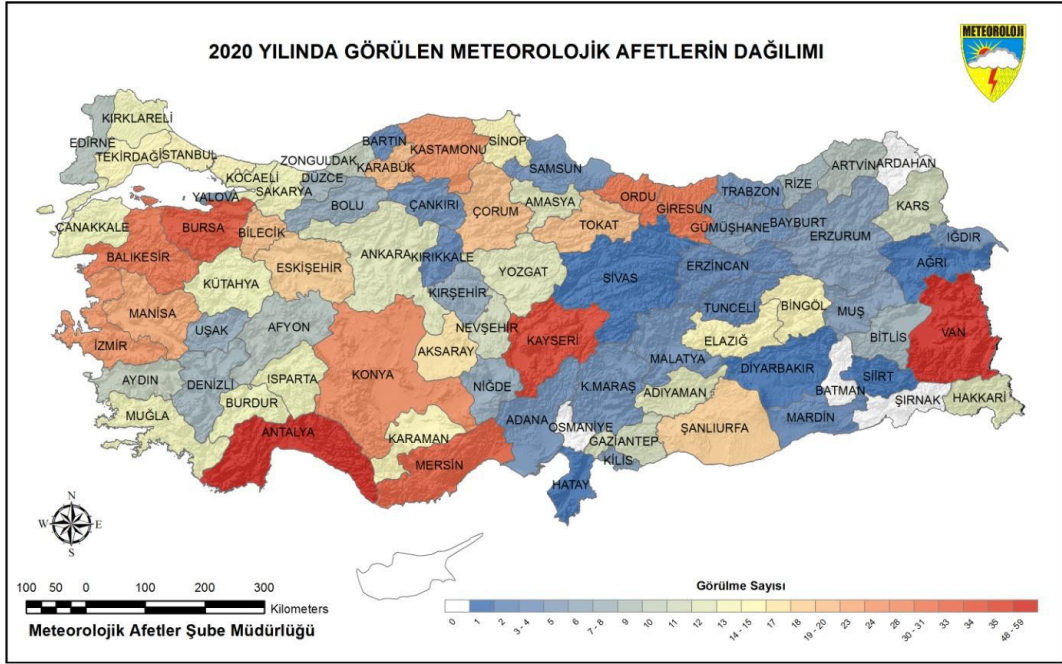 METEOROLOJİ
2020 YILINDA GÖRÜLEN METEOROLOJİK AFETLERİN DAĞILIMI
KIRKLARELİ
EDİRNE
TEKİRDAĞ
İSTANBUL
KOCAELİ
SAKARYA
YALOVA
ZONGULDAK
DÜZCE
BOLU
BARTIN
KARABÜK
KASTAMONU
SİNOP
SAMSUN
ÇANKIRI
ÇORUM
AMASYA
TOKAT
ORDU
GİRESUN
TRABZON
GÜMÜŞHANE
BAYBURT
RİZE
ARTVİN
ARDAHAN
KARS
IĞDIR
AĞRI
ERZURUM
ERZİNCAN
ÇANAKKALE
BALIKESİR
BURSA
BİLECİK
ESKİŞEHİR
KÜTAHYA
ANKARA
KIRIKKALE
KIRŞEHİR
YOZGAT
SİVAS
TUNCELİ
BİNGÖL
MUŞ
BİTLİS
VAN
MANİSA
İZMİR
UŞAK
AFYON
KONYA
AKSARAY
NEVŞEHİR
KAYSERİ
NİĞDE
MALATYA
ELAZIĞ
DİYARBAKIR
BATMAN
SİİRT
ŞIRNAK
HAKKARİ
AYDIN
DENİZLİ
ISPARTA
BURDUR
MUĞLA
ANTALYA
KARAMAN
MERSİN
ADANA
K.MARAŞ
OSMANİYE
ADIYAMAN
GAZİANTEP
KİLİS
HATAY
ŞANLIURFA
MARDİN
N
W E
S
100 50 0 100 200 300
Kilometers
Meteorolojik Afetler Şube Müdürlüğü
Görülme Sayısı
0 1 2 3 - 4 5 6 7 - 8 9 10 11 12 13 14 - 15 17 18 19 - 20 23 24 28 30 - 31 33 34 35 48 - 59